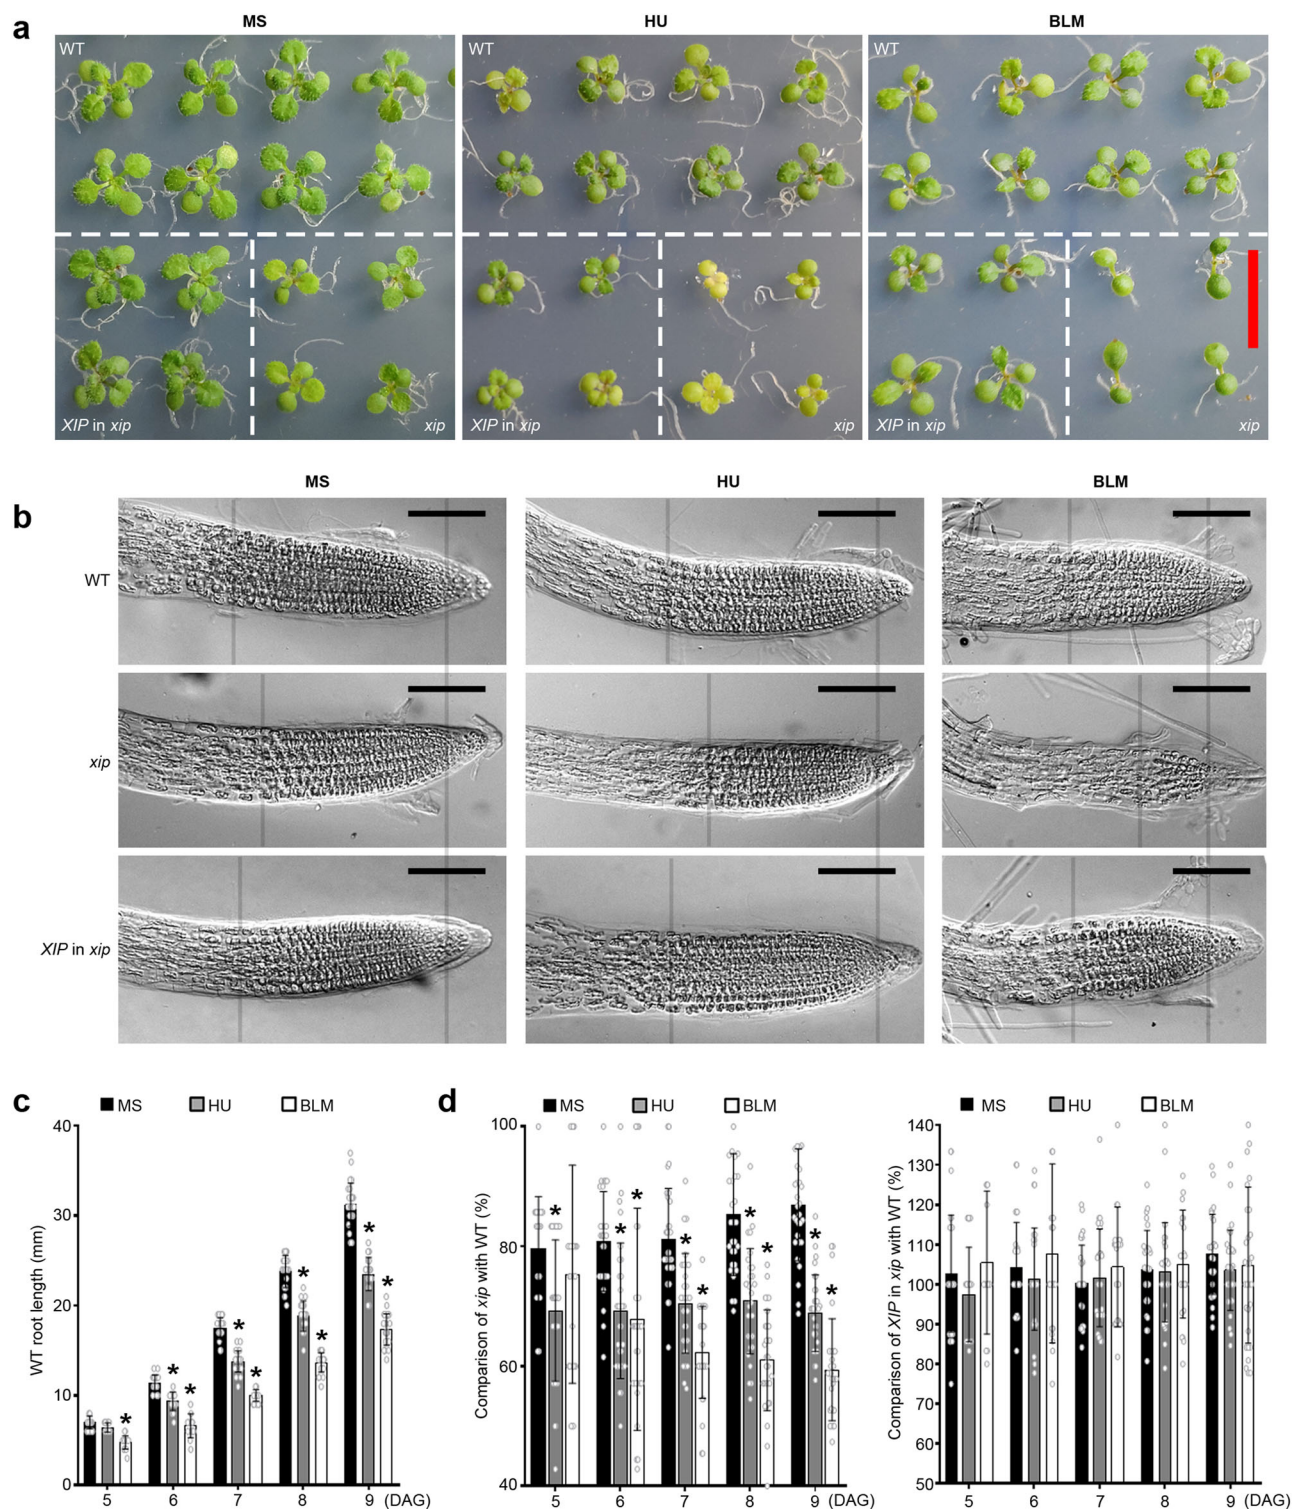 a
MS HU BLM
WT WT WT
XIP in xip xip XIP in xip xip XIP in xip xip
b
MS HU BLM
WT
xip
XIP in xip
c
MS HU BLM
WT root length (mm)
40
30
20
10
0
5 6 7 8 9 (DAG)
d
MS HU BLM
Comparison of xip with WT (%)
100
80
60
40
* * * * * * * * *
5 6 7 8 9 (DAG)
MS HU BLM
Comparison of XIP in xip with WT (%)
140
130
120
110
100
90
80
70
60
50
5 6 7 8 9 (DAG)